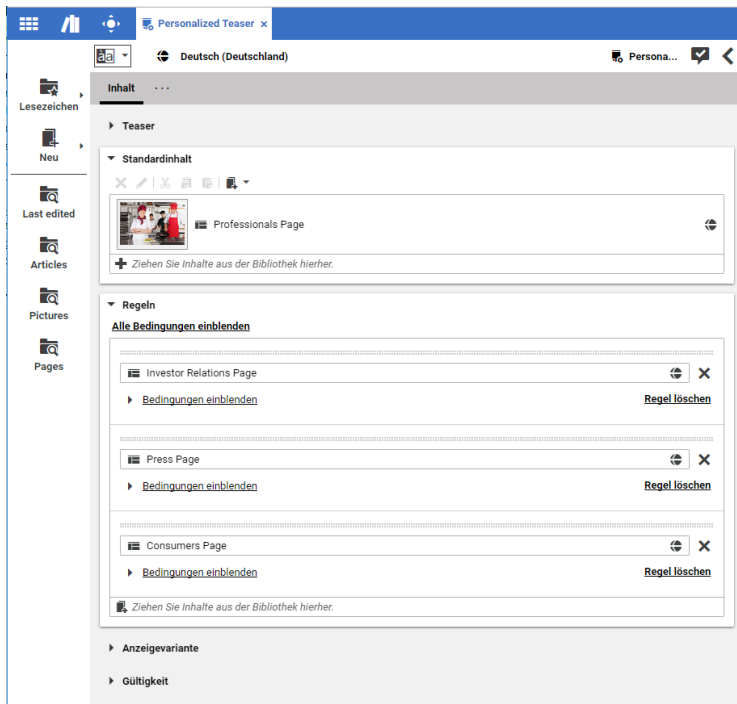 Personalized Teaser
Deutsch (Deutschland)
Persona...
Lesezeichen
Neu
Last edited
Articles
Pictures
Pages
Inhalt
Teaser
Standardinhalt
Professionals Page
Ziehen Sie Inhalte aus der Bibliothek hierher.
Regeln
Alle Bedingungen einblenden
Investor Relations Page
Bedingungen einblenden Regel löschen
Press Page
Bedingungen einblenden Regel löschen
Consumers Page
Bedingungen einblenden Regel löschen
Ziehen Sie Inhalte aus der Bibliothek hierher.
Anzeigevariante
Gültigkeit